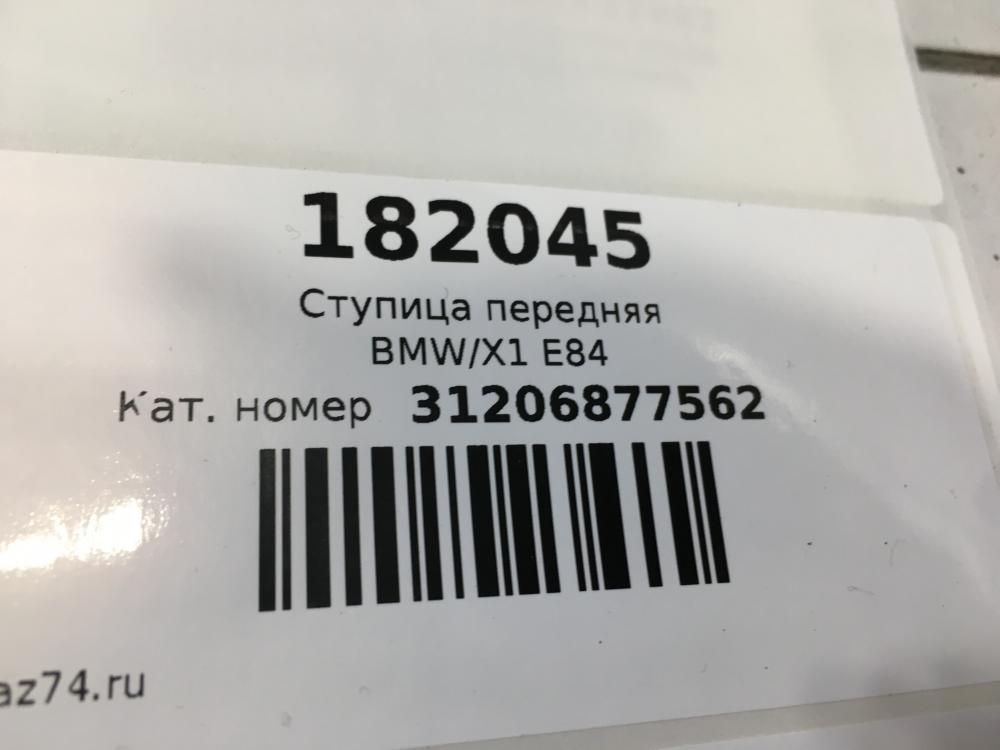 182045
Ступица передняя
BMW/X1 E84
Кат. номер 31206877562
az74.ru